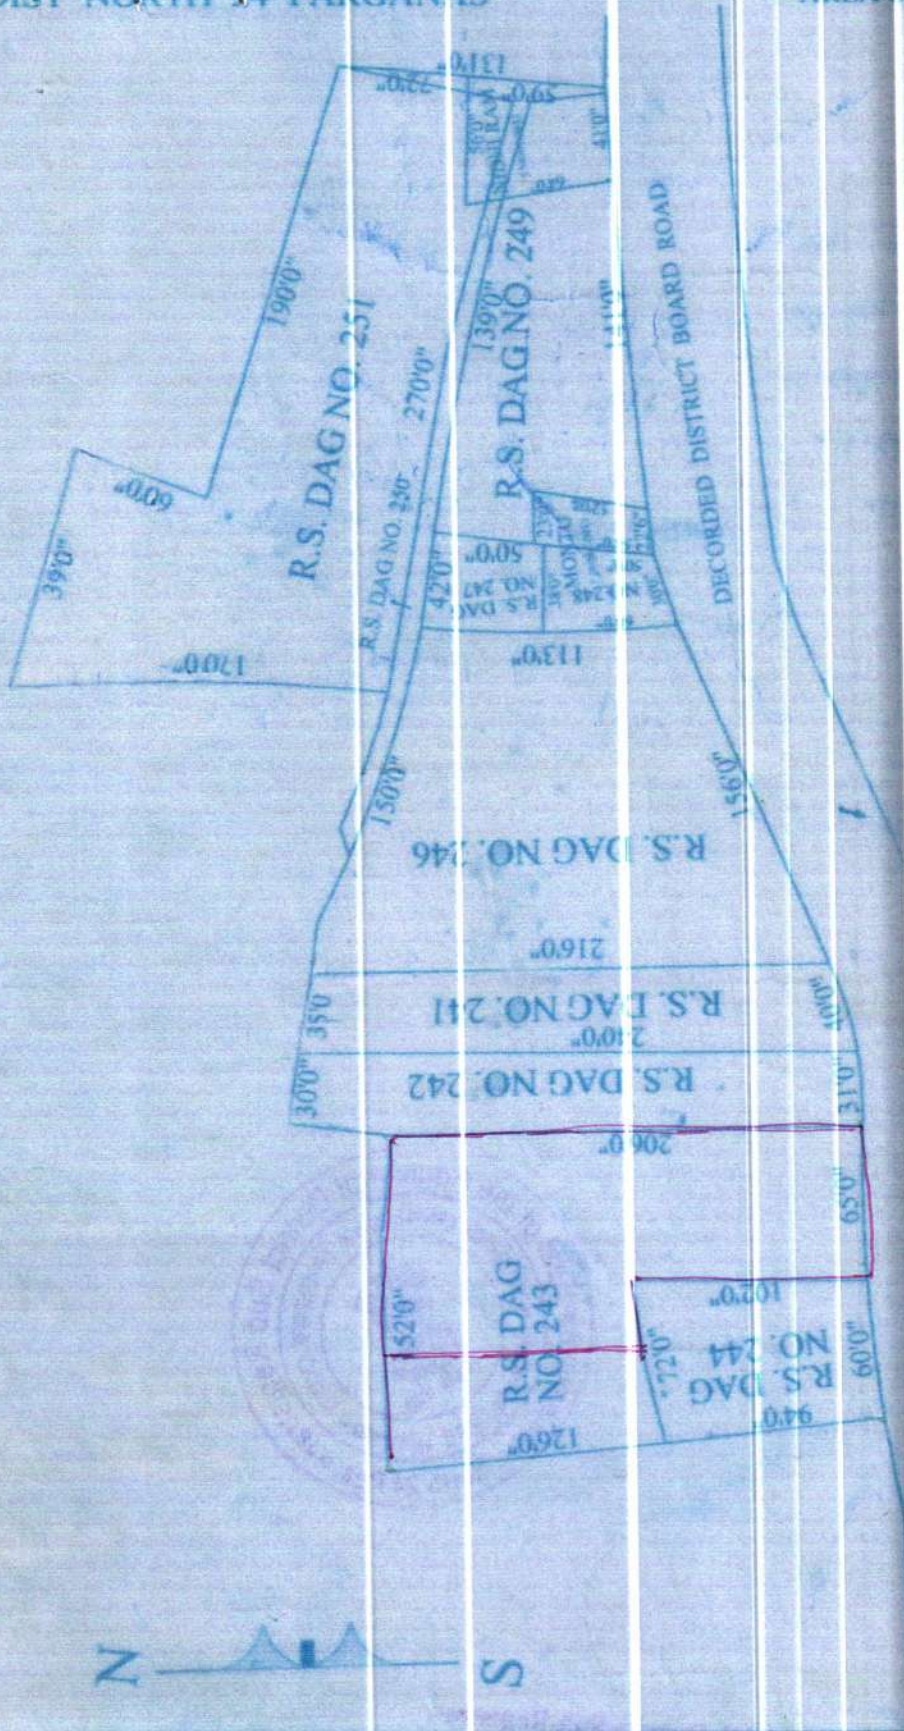 DIST NORTH
131'0"
72'0"
50'0"
41'0"
190'0"
R.S. DAG NO. 251
270'0"
139'0"
R.S. DAG NO. 249
DECORDED DISTRICT BOARD ROAD
60'0"
39'0"
170'0"
R.S. DAG NO. 250
42'0"
50'0"
R.S. DAG
NO. 247
113'0"
150'0"
156'0"
R.S. DAG NO. 246
216'0"
35'0
R.S. DAG NO. 241
40'0"
240'0"
30'0"
R.S. DAG NO. 242
31'0"
206'0"
65'0"
52'0"
R.S. DAG
NO. 243
102'0"
72'0"
R.S. DAG
NO. 244
60'0"
126'0"
94'0"
N
S